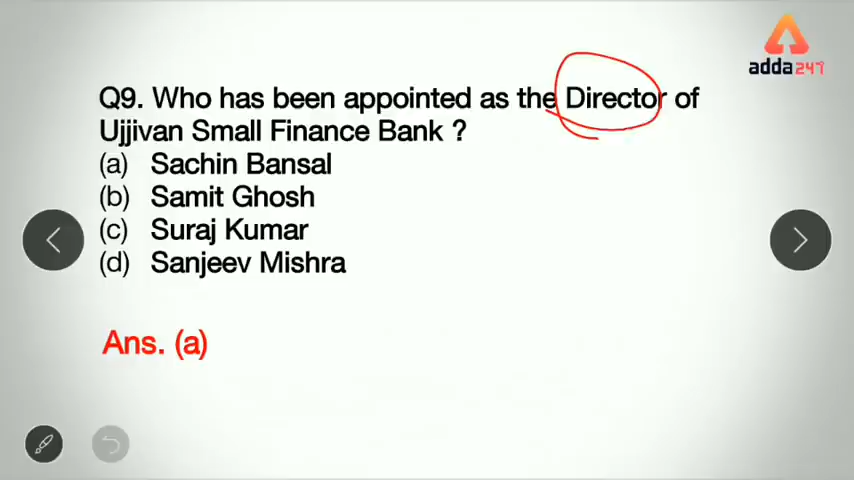 adda247
Q9. Who has been appointed as the Director of
Ujjivan Small Finance Bank ?
(a) Sachin Bansal
(b) Samit Ghosh
(c) Suraj Kumar
(d) Sanjeev Mishra
Ans. (a)